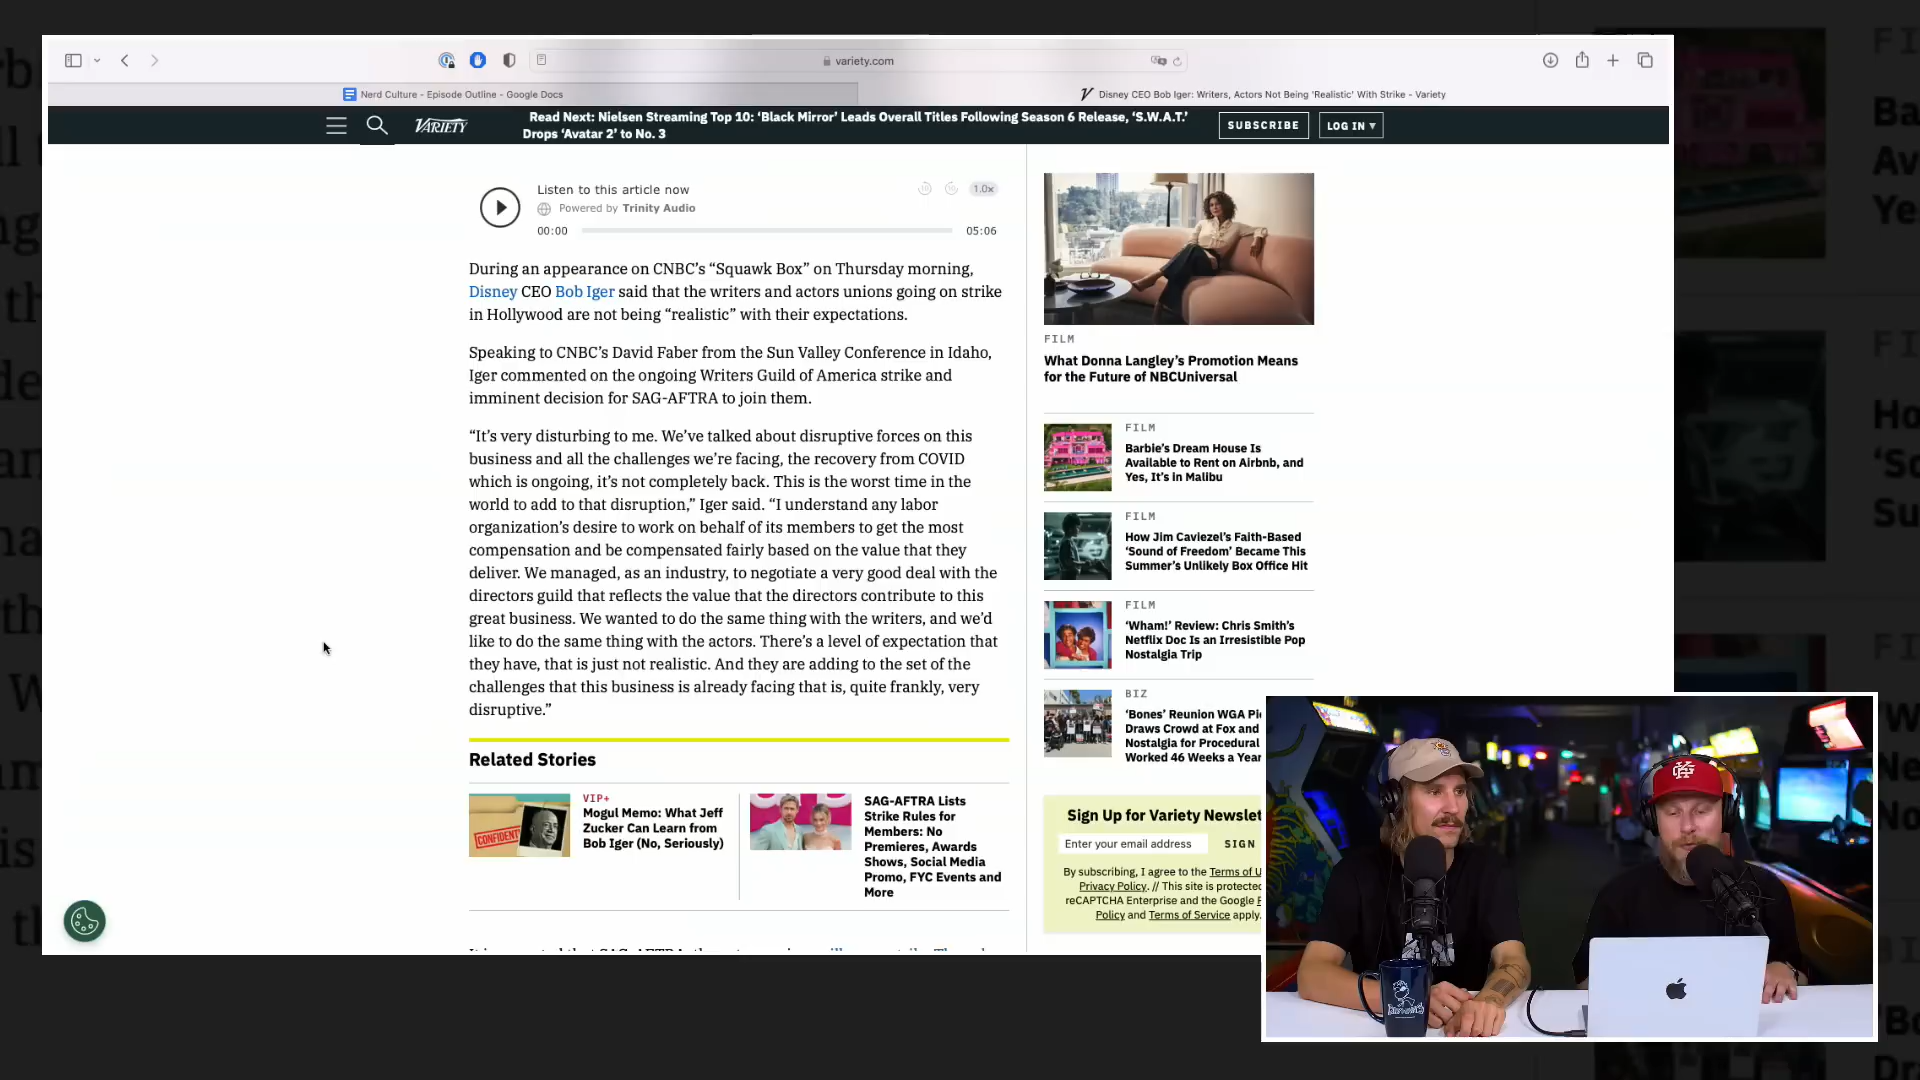 variety.com
Nerd Culture - Episode Outline - Google Docs
Disney CEO Bob Iger: Writers, Actors Not Being 'Realistic' With Strike - Variety
VARIETY
Read Next: Nielsen Streaming Top 10: ‘Black Mirror’ Leads Overall Titles Following Season 6 Release, ‘S.W.A.T.’
Drops ‘Avatar 2’ to No. 3
SUBSCRIBE
LOG IN
Listen to this article now
1.0x
Powered by Trinity Audio
00:00
05:06
During an appearance on CNBC’s “Squawk Box” on Thursday morning,
Disney CEO Bob Iger said that the writers and actors unions going on strike
in Hollywood are not being “realistic” with their expectations.
Speaking to CNBC’s David Faber from the Sun Valley Conference in Idaho,
Iger commented on the ongoing Writers Guild of America strike and
imminent decision for SAG-AFTRA to join them.
“It’s very disturbing to me. We’ve talked about disruptive forces on this
business and all the challenges we’re facing, the recovery from COVID
which is ongoing, it’s not completely back. This is the worst time in the
world to add to that disruption,” Iger said. “I understand any labor
organization’s desire to work on behalf of its members to get the most
compensation and be compensated fairly based on the value that they
deliver. We managed, as an industry, to negotiate a very good deal with the
directors guild that reflects the value that the directors contribute to this
great business. We wanted to do the same thing with the writers, and we’d
like to do the same thing with the actors. There’s a level of expectation that
they have, that is just not realistic. And they are adding to the set of the
challenges that this business is already facing that is, quite frankly, very
disruptive.”
Related Stories
CONFIDENT
VIP+
Mogul Memo: What Jeff
Zucker Can Learn from
Bob Iger (No, Seriously)
SAG-AFTRA Lists
Strike Rules for
Members: No
Premieres, Awards
Shows, Social Media
Promo, FYC Events and
More
FILM
What Donna Langley’s Promotion Means
for the Future of NBCUniversal
FILM
Barbie’s Dream House Is
Available to Rent on Airbnb, and
Yes, It’s in Malibu
FILM
How Jim Caviezel’s Faith-Based
‘Sound of Freedom’ Became This
Summer’s Unlikely Box Office Hit
FILM
‘Wham!’ Review: Chris Smith’s
Netflix Doc Is an Irresistible Pop
Nostalgia Trip
BIZ
‘Bones’ Reunion WGA Pi
Draws Crowd at Fox and
Nostalgia for Procedural
Worked 46 Weeks a Year
Sign Up for Variety Newslet
Enter your email address
SIGN
By subscribing, I agree to the Terms of U
Privacy Policy. // This site is protected
reCAPTCHA Enterprise and the Google P
Policy and Terms of Service apply.